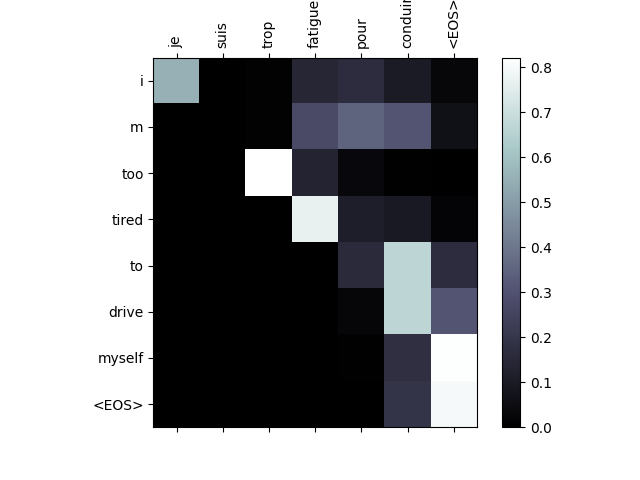 je suis trop fatigue pour <EOS>
i
m
too
tired
to
drive
myself
<EOS>
0.8
0.7
0.6
0.5
0.4
0.3
0.2
0.1
0.0